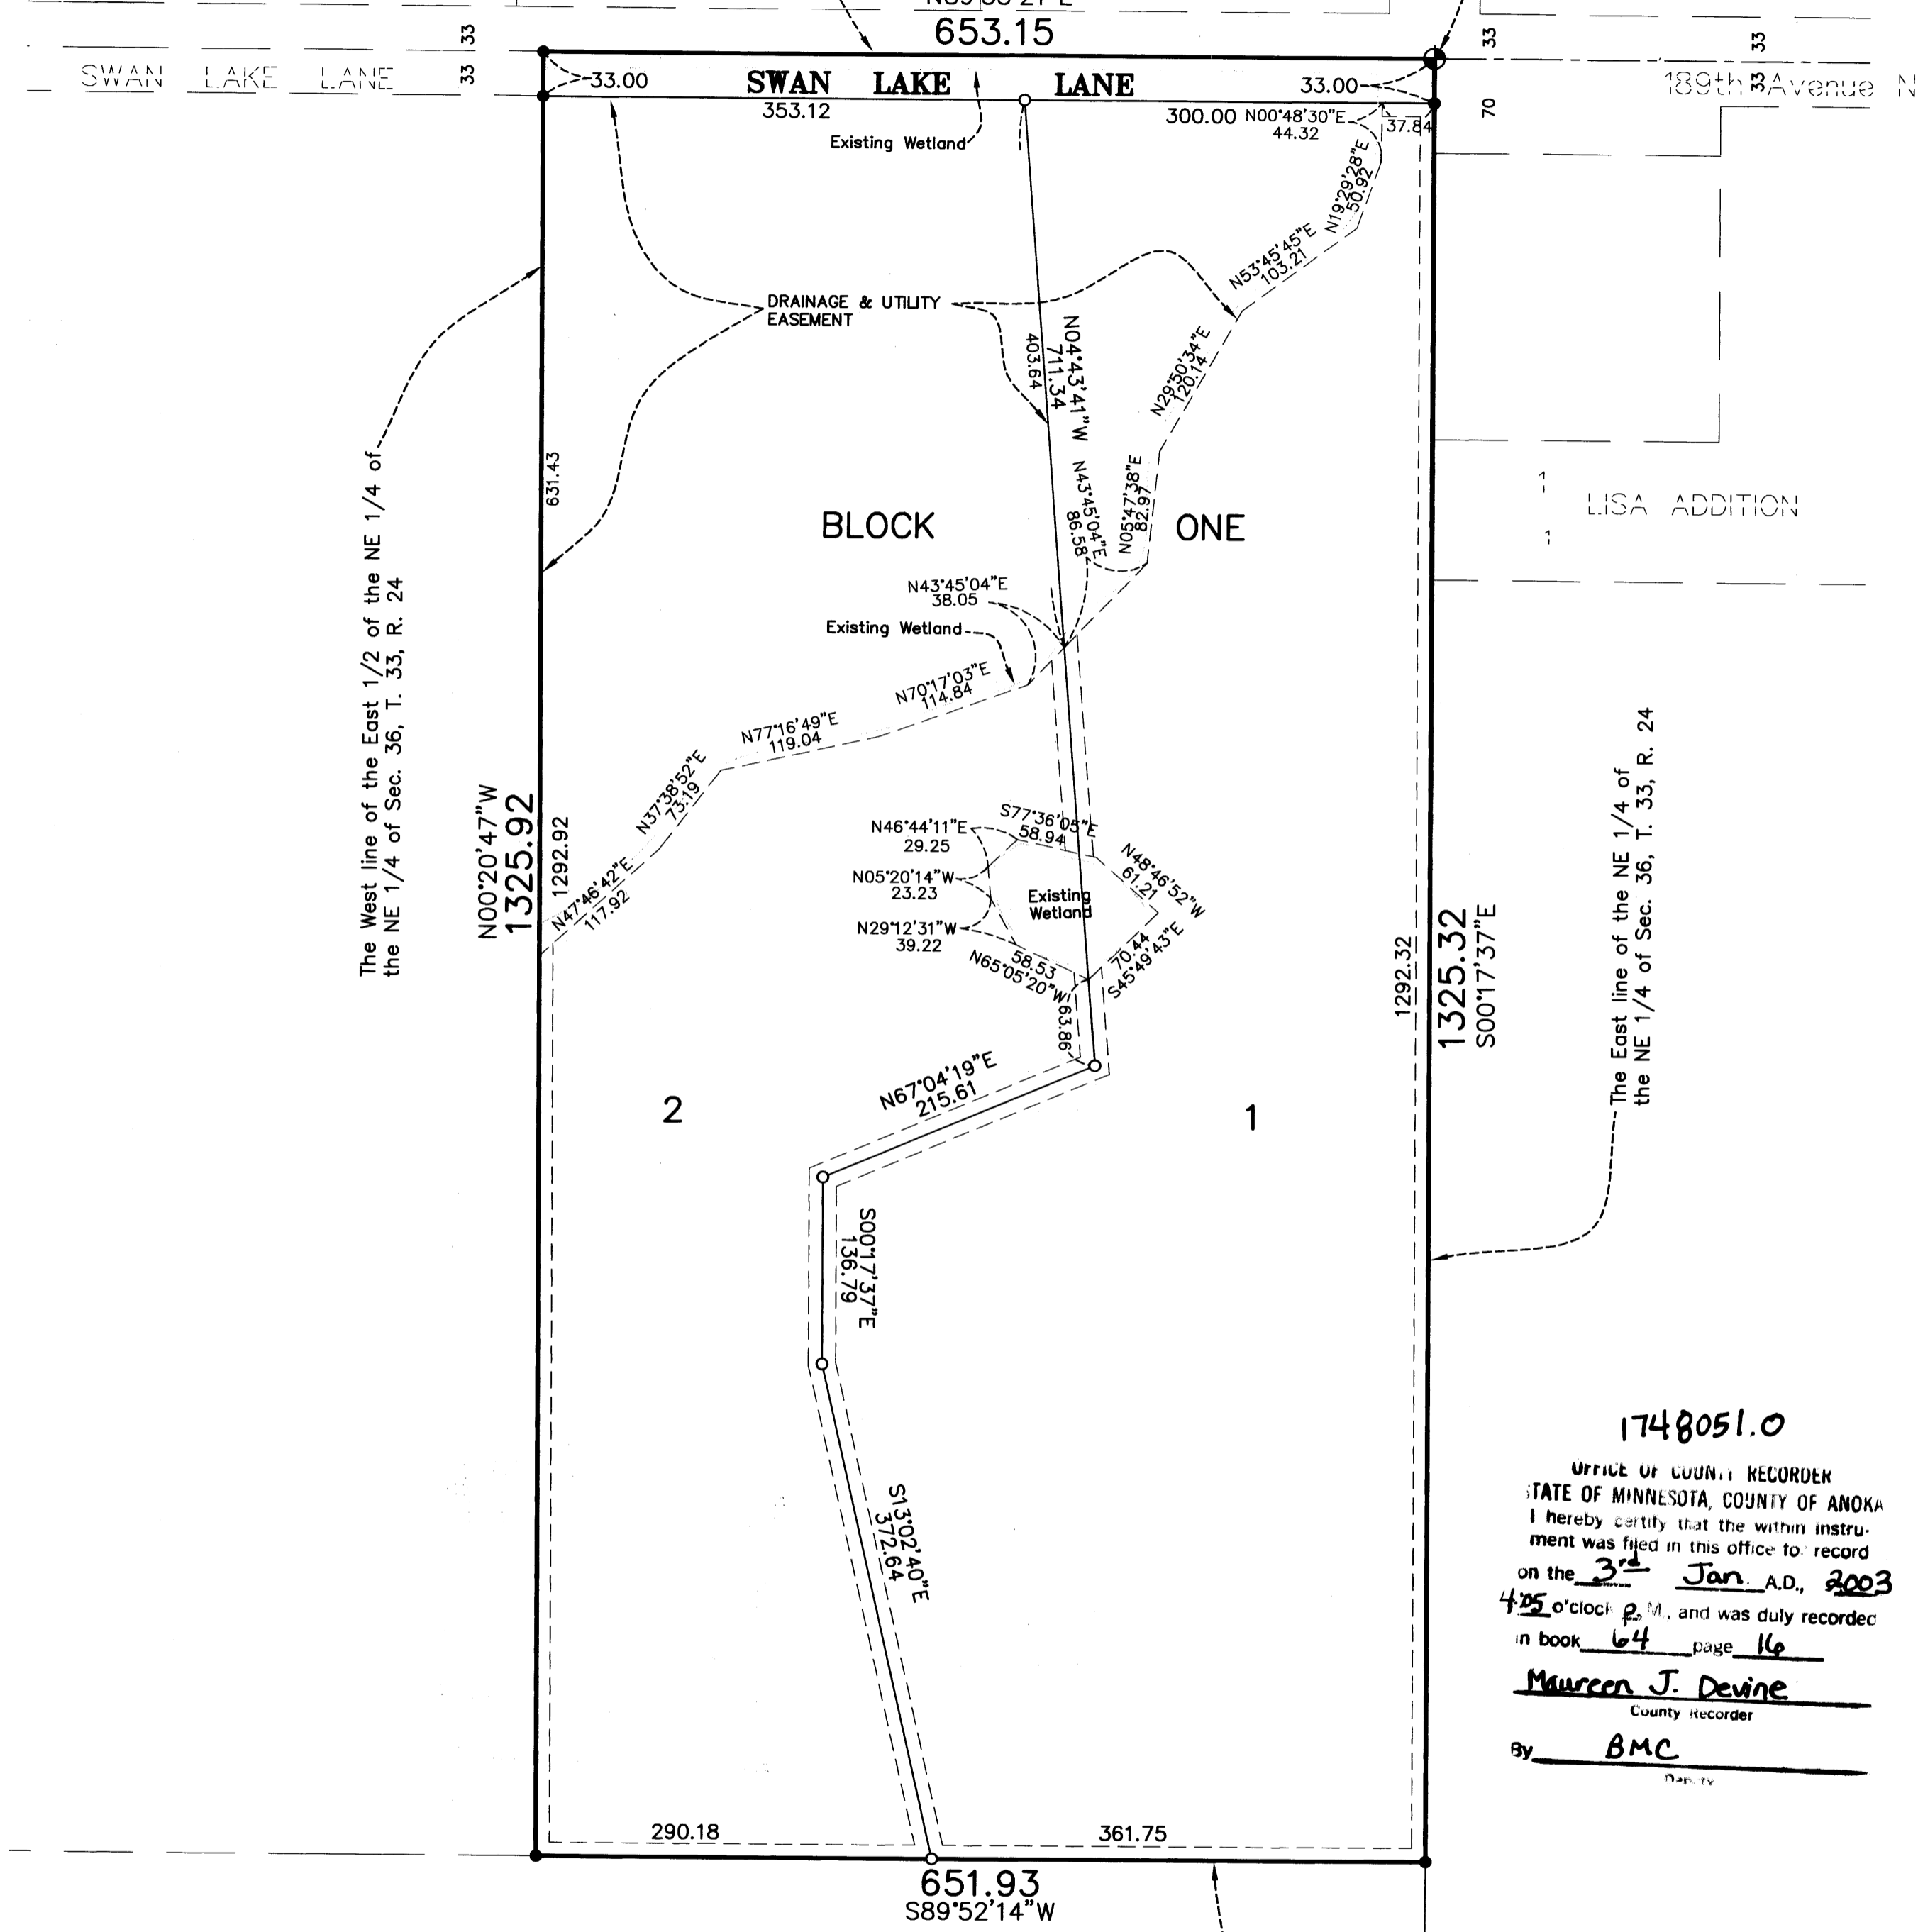 653.15
33
33
33
33
SWAN LAKE LANE
33.00
SWAN LAKE LANE
33.00
189th Avenue N
33
70
353.12
300.00
N00°48'30"E
44.32
37.84
Existing Wetland
N19°29'28"E
50.92
N53°45'45"E
103.21
DRAINAGE & UTILITY
EASEMENT
N04°43'41"W
711.34
403.64
N29°50'34"E
120.14
The West line of the East 1/2 of the NE 1/4 of
the NE 1/4 of Sec. 36, T. 33, R. 24
631.43
N43°45'04"E
86.58
N05°47'38"E
82.97
1
LISA ADDITION
1
BLOCK ONE
N43°45'04"E
38.05
Existing Wetland
N70°17'03"E
114.84
N77°16'49"E
119.04
N37°38'52"E
73.19
N47°46'42"E
117.92
N00°20'47"W
1325.92
1292.92
N46°44'11"E
29.25
S77°36'05"E
58.94
N48°46'52"W
61.21
N05°20'14"W
23.23
Existing
Wetland
N29°12'31"W
39.22
58.53
N65°05'20"W
70.44
S45°49'43"E
63.86
1292.32
1325.32
S00°17'37"E
The East line of the NE 1/4 of
the NE 1/4 of Sec. 36, T. 33, R. 24
N67°04'19"E
215.61
2
1
S00°17'37"E
136.79
S13°02'40"E
372.64
290.18
361.75
651.93
S89°52'14"W
1748051.0
OFFICE OF COUNTY RECORDER
STATE OF MINNESOTA, COUNTY OF ANOKA
I hereby certify that the within instru-
ment was filed in this office for record
on the 3rd Jan A.D., 2003
4:05 o'clock P. M., and was duly recorded
in book 64 page 16
Maureen J. Devine
County Recorder
By BMC
Deputy